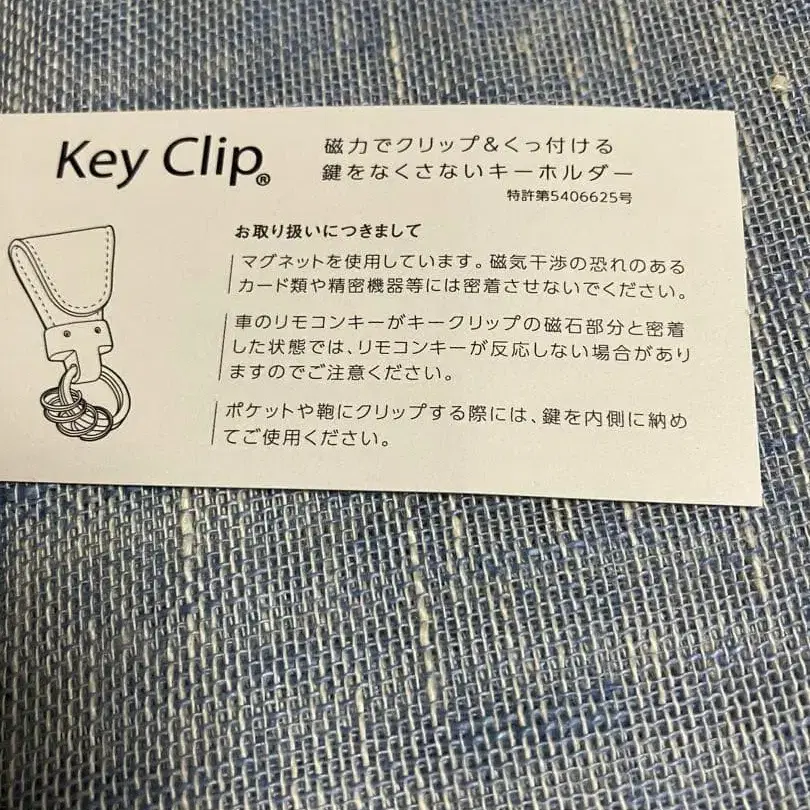 Key Clip®
磁力でクリップ&くっ付ける
鍵をなくさないキーホルダー
特許第5406625号
お取り扱いにつきまして
マグネットを使用しています。磁気干渉の恐れのある
カード類や精密機器等には密着させないでください。
車のリモコンキーがキークリップの磁石部分と密着
した状態では、リモコンキーが反応しない場合があり
ますのでご注意ください。
ポケットや鞄にクリップする際には、鍵を内側に納め
てご使用ください。